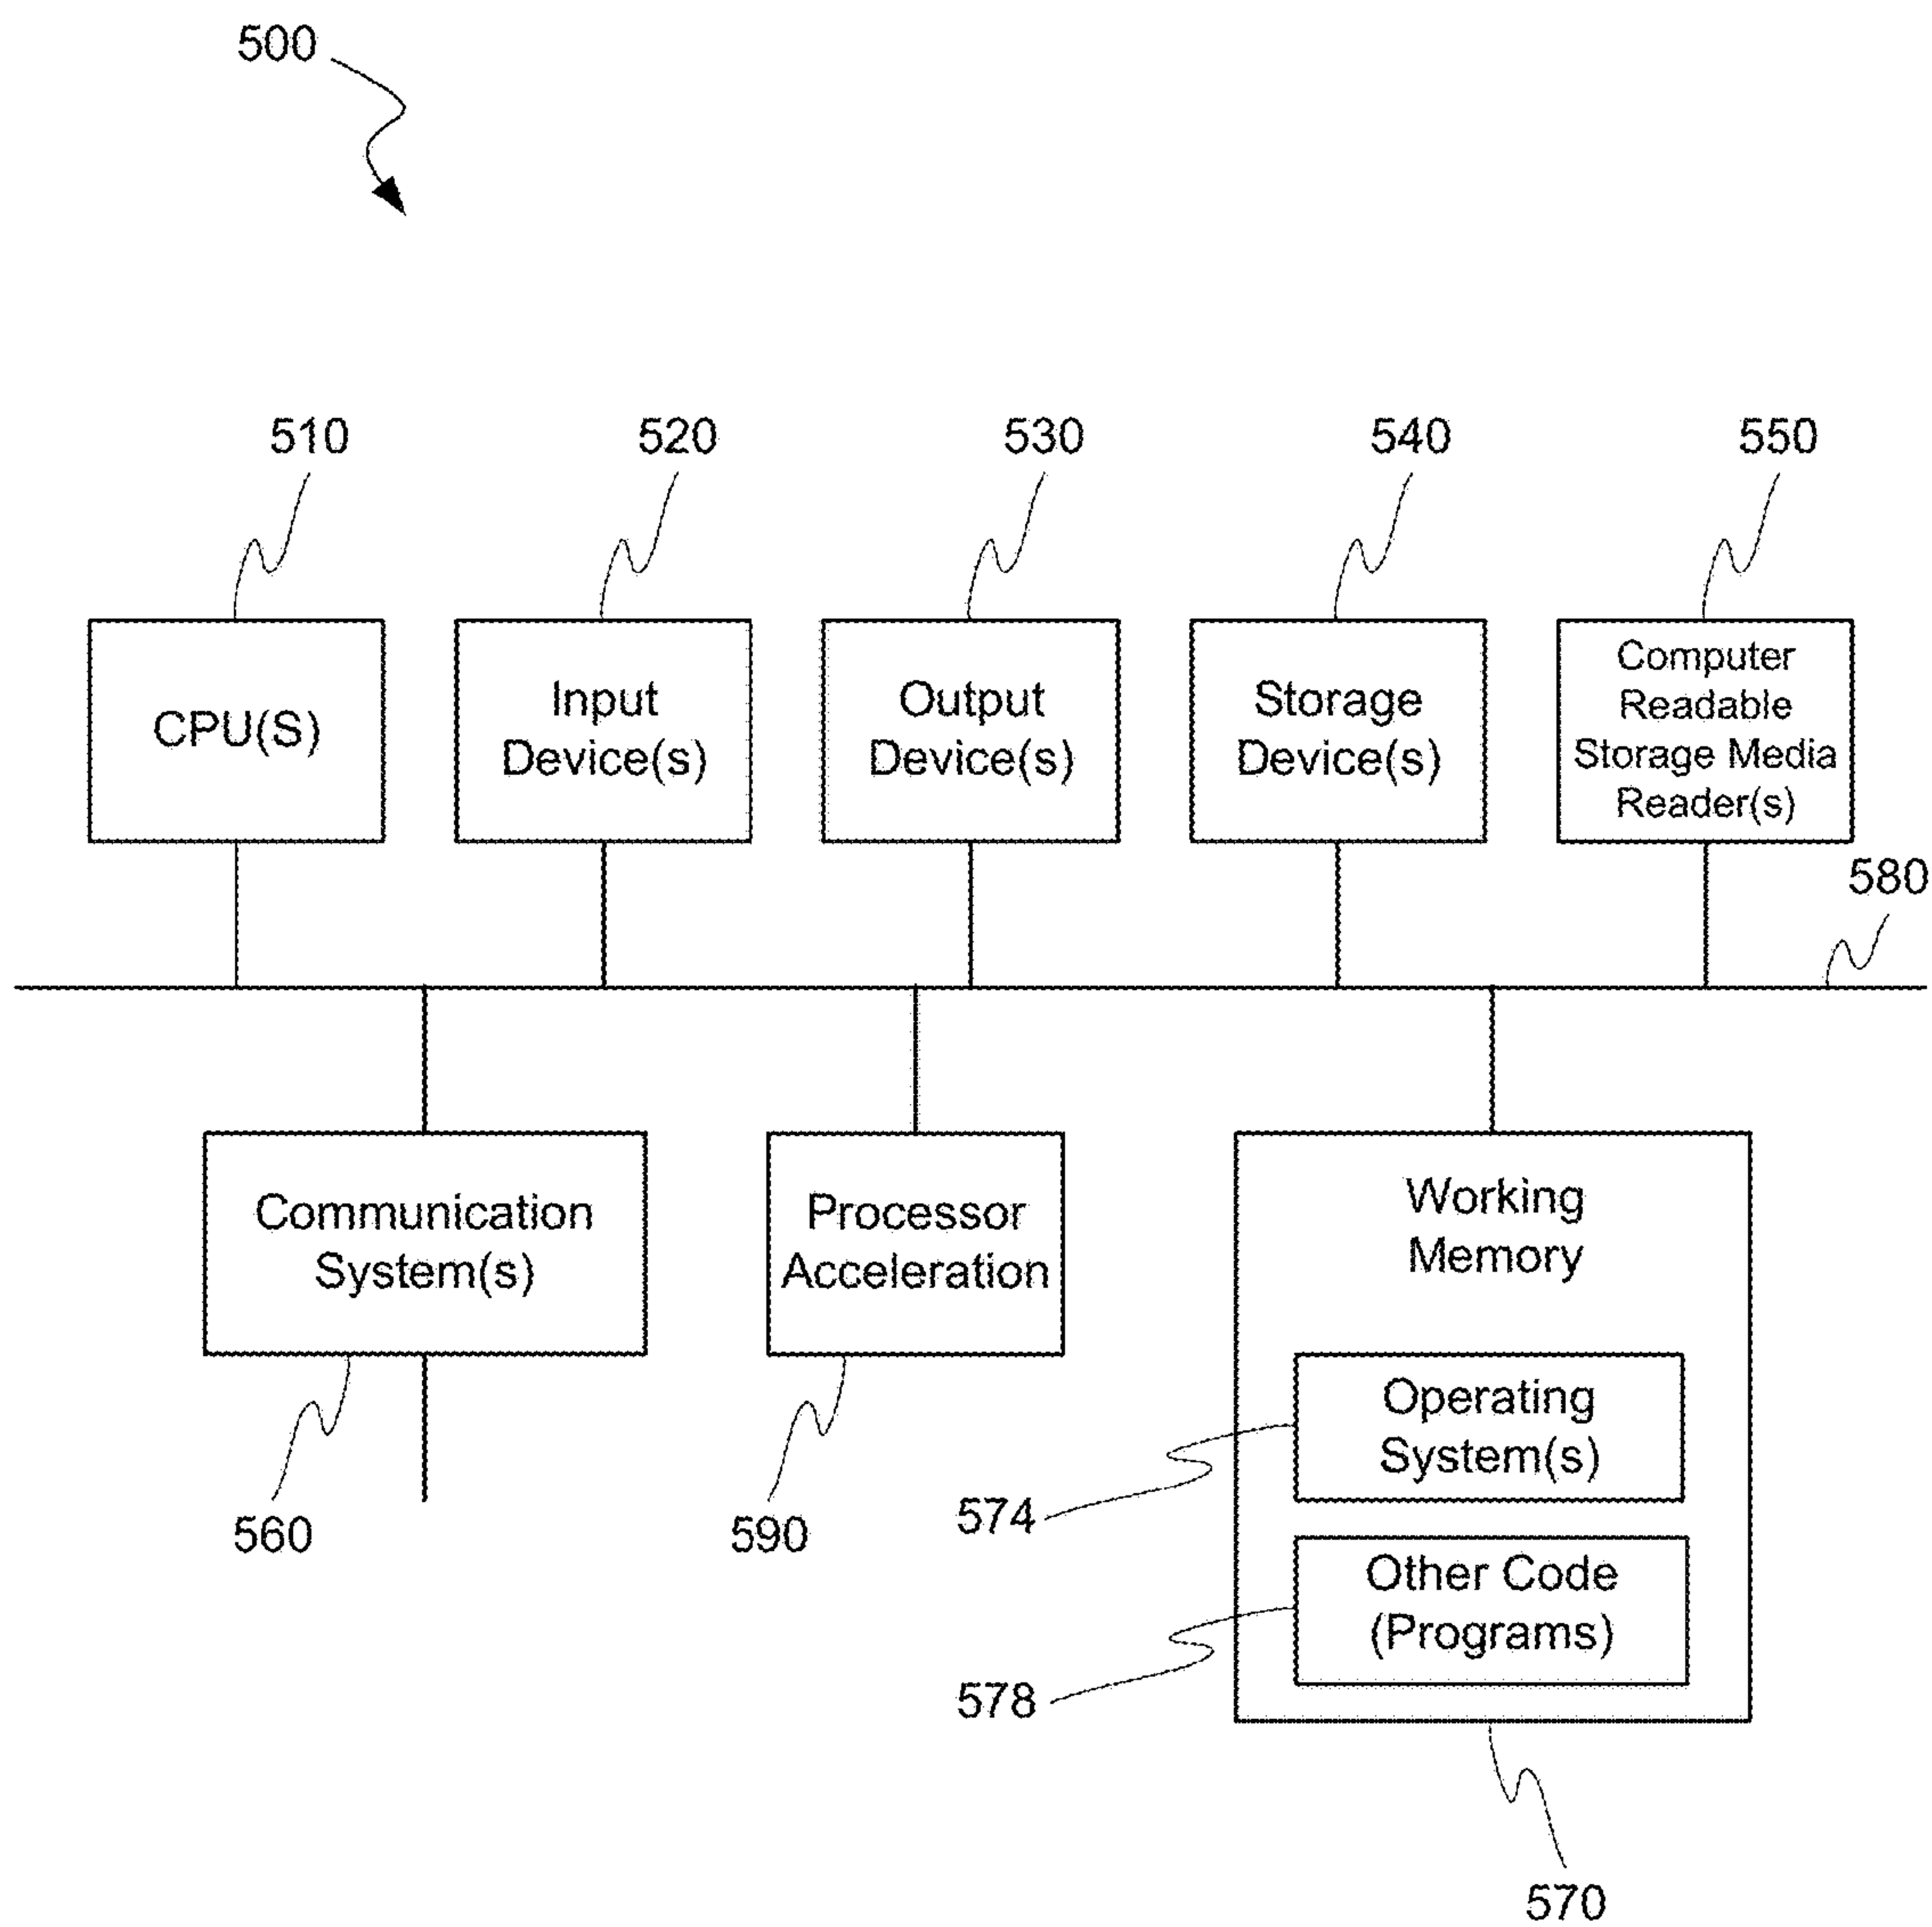 500
510
520
530
540
550
CPU(S)
Input
Device(s)
Output
Device(s)
Storage
Device(s)
Computer
Readable
Storage Media
Reader(s)
580
Communication
System(s)
Processor
Acceleration
Working
Memory
Operating
System(s)
Other Code
(Programs)
560
590
574
578
570